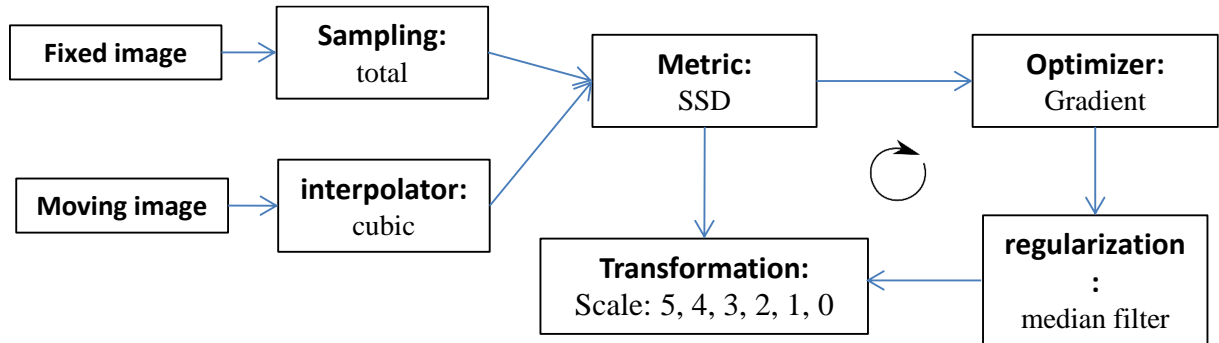 Fixed image
Sampling:
total
Metric:
SSD
Optimizer:
Gradient
Moving image
interpolator:
cubic
Transformation:
Scale: 5, 4, 3, 2, 1, 0
regularization
:
median filter